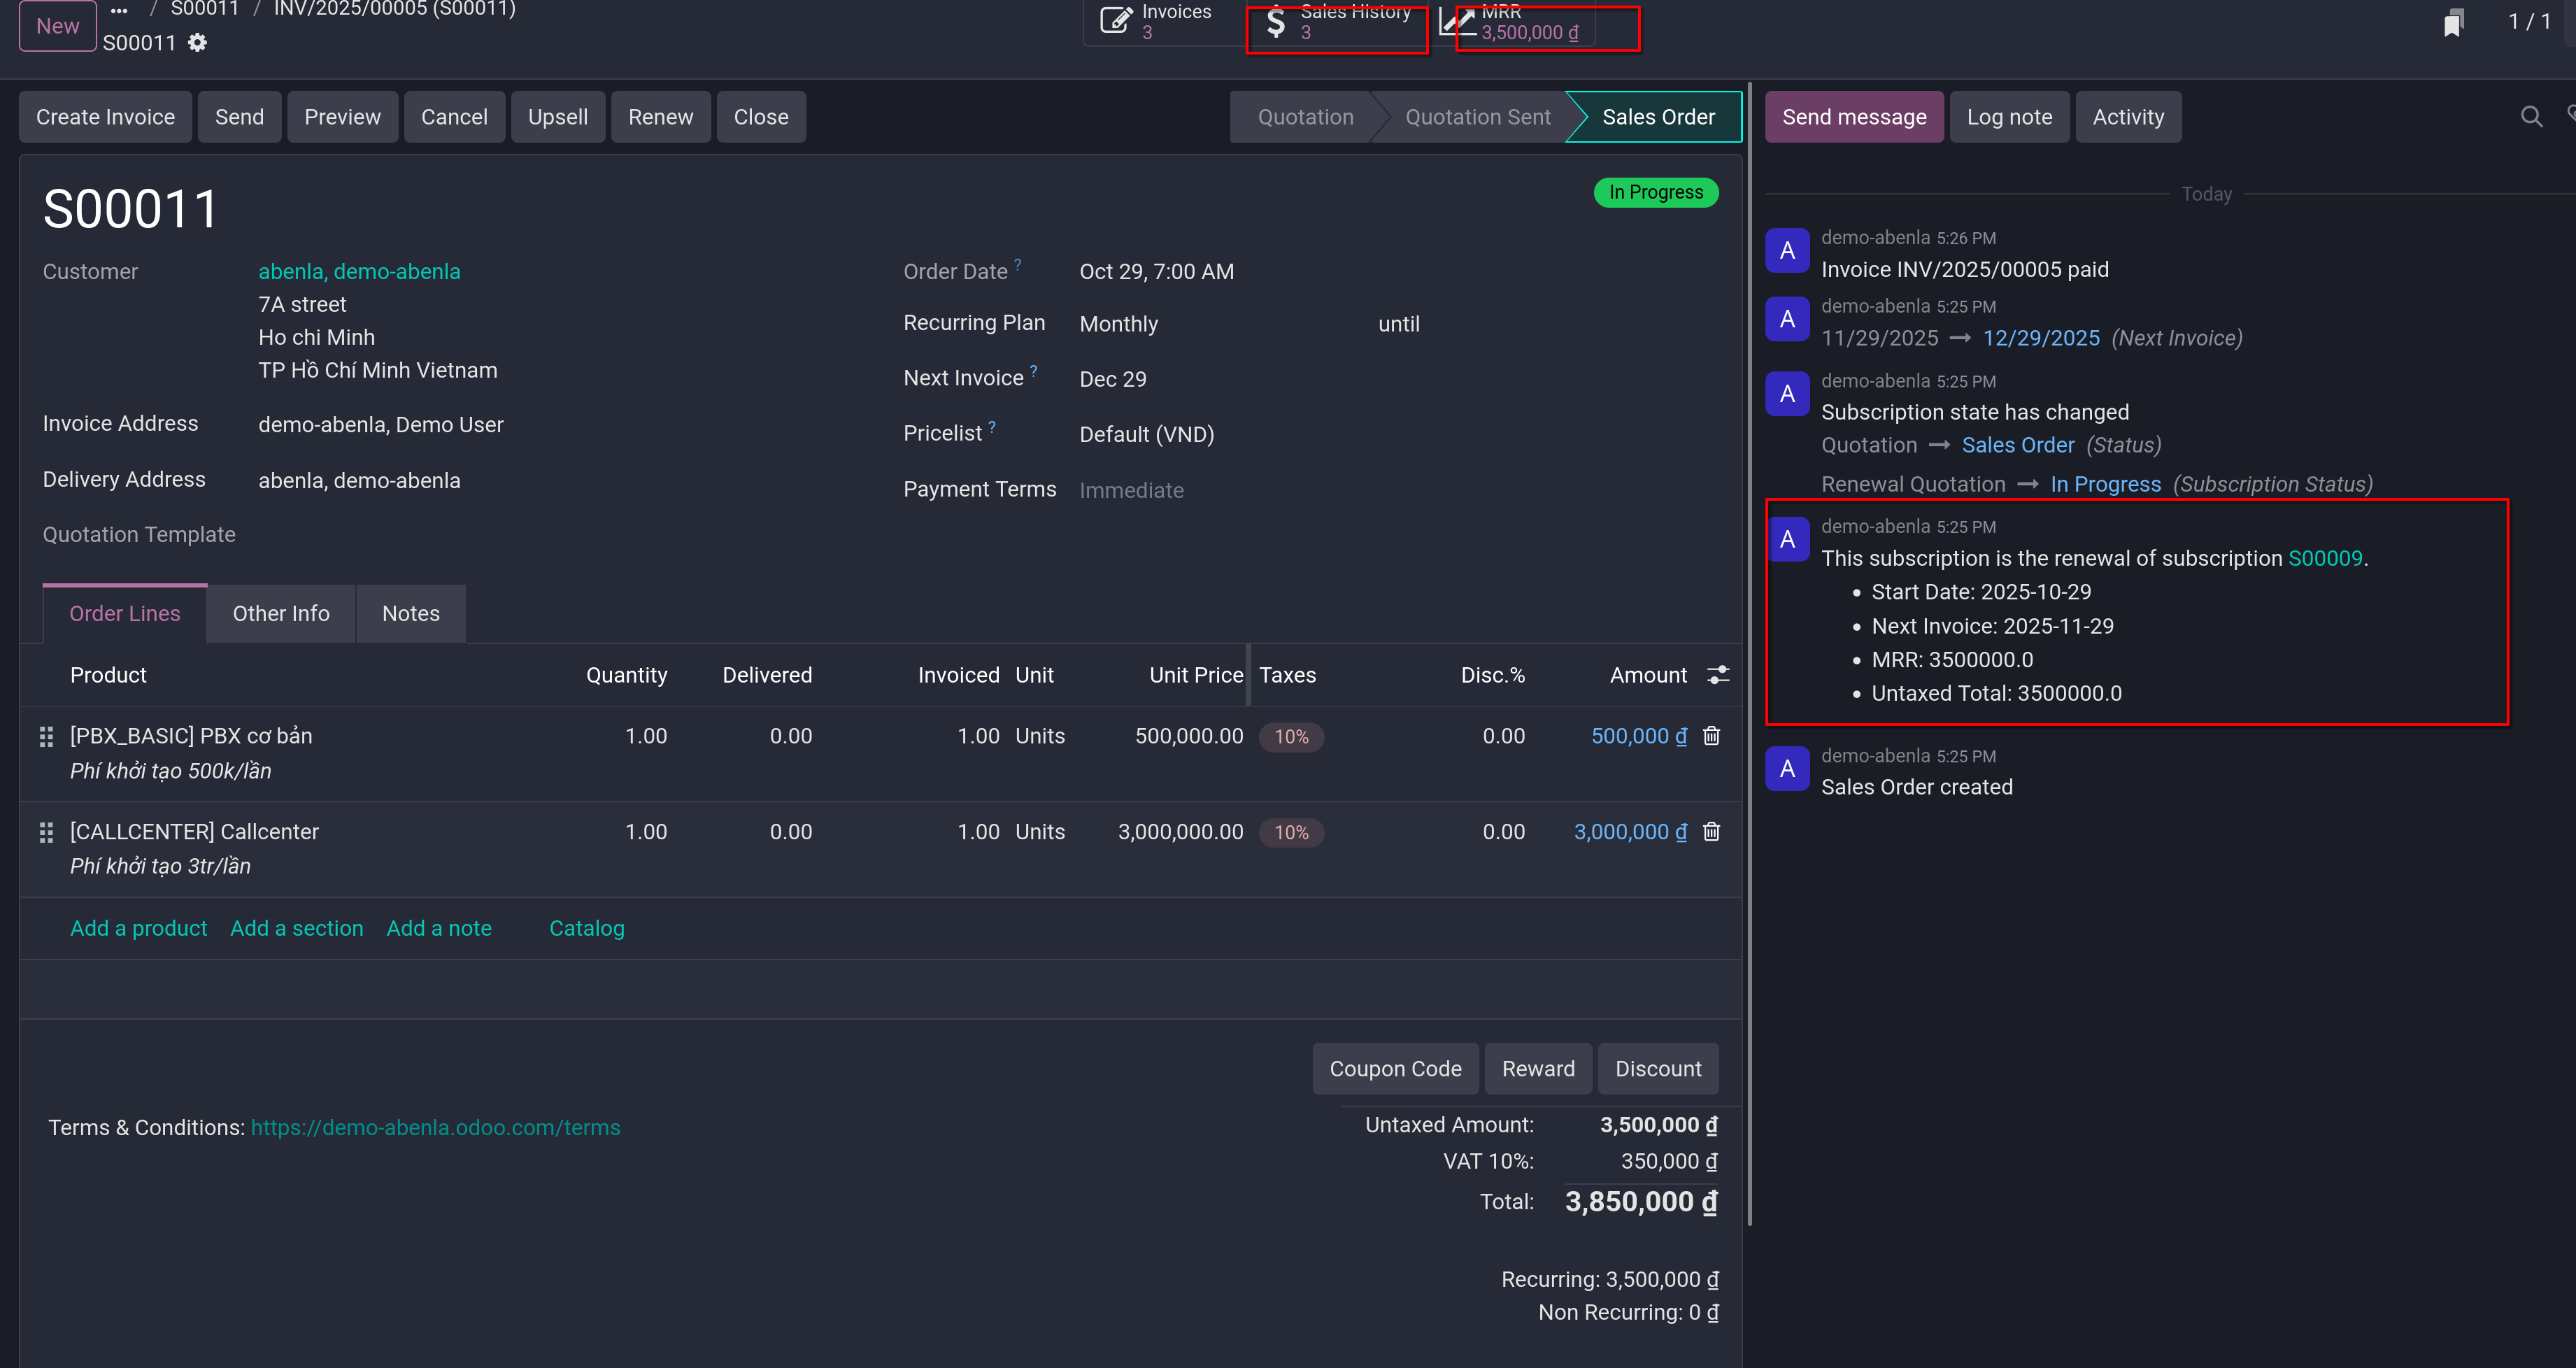 New
... / S00011 / INV/2025/00005 (S00011)
S00011
Invoices
3
Sales History
3
MRR
3,500,000 ₫
1 / 1
Create Invoice
Send
Preview
Cancel
Upsell
Renew
Close
Quotation
Quotation Sent
Sales Order
Send message
Log note
Activity
S00011
In Progress
Customer
abenla, demo-abenla
7A street
Ho chi Minh
TP Hồ Chí Minh Vietnam
Invoice Address
demo-abenla, Demo User
Delivery Address
abenla, demo-abenla
Quotation Template
Order Date ?
Oct 29, 7:00 AM
Recurring Plan
Monthly
until
Next Invoice ?
Dec 29
Pricelist ?
Default (VND)
Payment Terms
Immediate
Order Lines
Other Info
Notes
Product Quantity Delivered Invoiced Unit Unit Price Taxes Disc.% Amount
[PBX_BASIC] PBX cơ bản 1.00 0.00 1.00 Units 500,000.00 10% 0.00 500,000 ₫
Phí khởi tạo 500k/lần
[CALLCENTER] Callcenter 1.00 0.00 1.00 Units 3,000,000.00 10% 0.00 3,000,000 ₫
Phí khởi tạo 3tr/lần
Add a product Add a section Add a note Catalog
Coupon Code
Reward
Discount
Terms & Conditions: https://demo-abenla.odoo.com/terms
Untaxed Amount: 3,500,000 ₫
VAT 10%: 350,000 ₫
Total: 3,850,000 ₫
Recurring: 3,500,000 ₫
Non Recurring: 0 ₫
Today
A
demo-abenla 5:26 PM
Invoice INV/2025/00005 paid
A
demo-abenla 5:25 PM
11/29/2025 → 12/29/2025 (Next Invoice)
A
demo-abenla 5:25 PM
Subscription state has changed
Quotation → Sales Order (Status)
Renewal Quotation → In Progress (Subscription Status)
A
demo-abenla 5:25 PM
This subscription is the renewal of subscription S00009.
• Start Date: 2025-10-29
• Next Invoice: 2025-11-29
• MRR: 3500000.0
• Untaxed Total: 3500000.0
A
demo-abenla 5:25 PM
Sales Order created